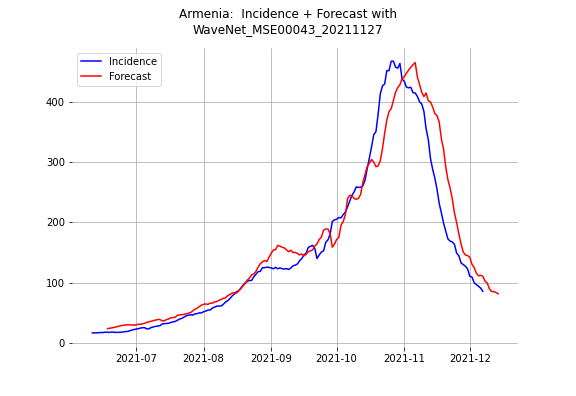 Armenia:  Incidence + Forecast with
WaveNet_MSE00043_20211127
Incidence
Forecast
400
300
200
100
0
2021-07 2021-08 2021-09 2021-10 2021-11 2021-12